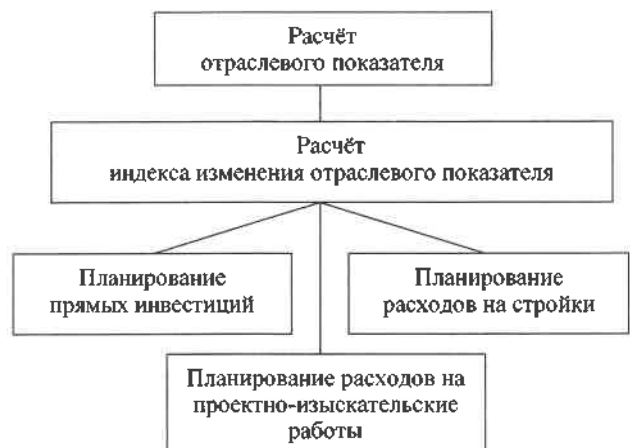 Расчёт
отраслевого показателя
Расчёт
индекса изменения отраслевого показателя
Планирование
прямых инвестиций
Планирование
расходов на стройки
Планирование расходов на
проектно-изыскательские
работы